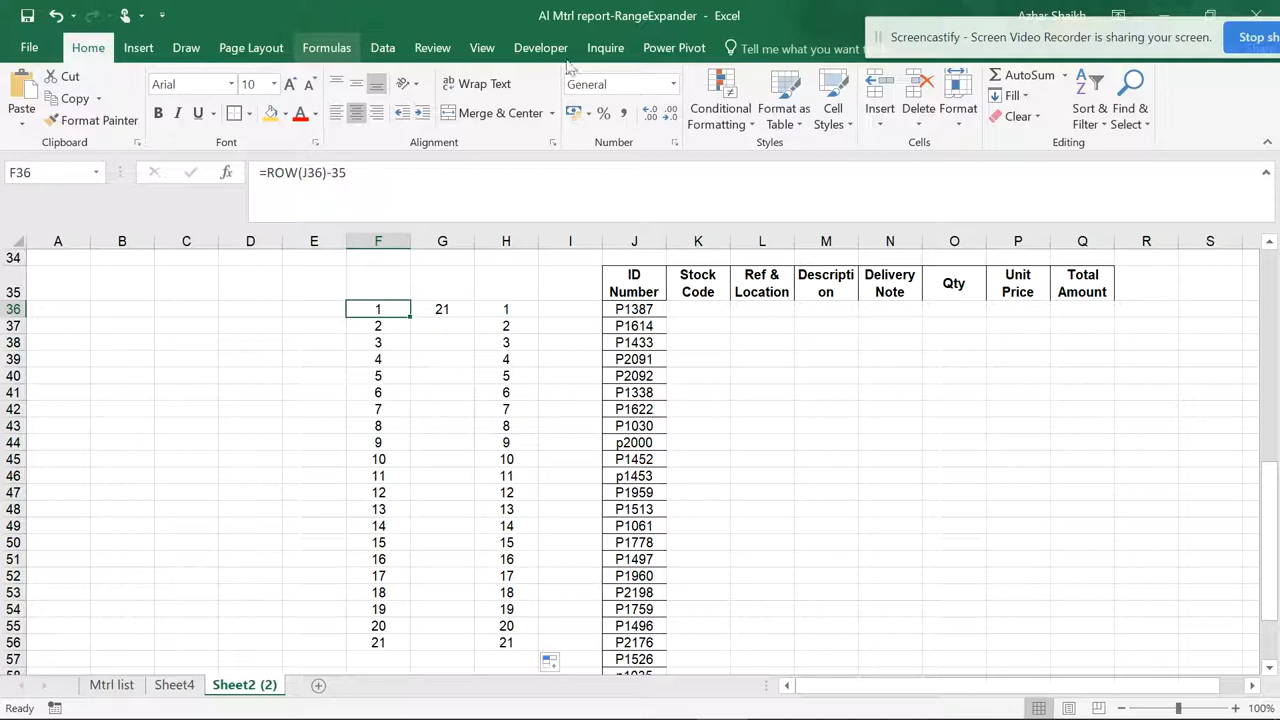 Al Mtrl report-RangeExpander - Excel
Azhar Shaikh
Screencastify - Screen Video Recorder is sharing your screen.
Stop sh
File Home Insert Draw Page Layout Formulas Data Review View Developer Inquire Power Pivot Tell me what you want
Paste
Cut
Copy
Format Painter
Clipboard
Arial 10
B I U
Font
Wrap Text
Merge & Center
Alignment
General
Number
Conditional Formatting
Format as Table
Cell Styles
Styles
Insert Delete Format
Cells
AutoSum
Fill
Clear
Sort & Filter
Find & Select
Editing
F36 fx =ROW(J36)-35
A B C D E F G H I J K L M N O P Q R S
34
35 ID Number Stock Code Ref & Location Descripti on Delivery Note Qty Unit Price Total Amount
36 1 21 1 P1387
37 2 2 P1614
38 3 3 P1433
39 4 4 P2091
40 5 5 P2092
41 6 6 P1338
42 7 7 P1622
43 8 8 P1030
44 9 9 p2000
45 10 10 P1452
46 11 11 p1453
47 12 12 P1959
48 13 13 P1513
49 14 14 P1061
50 15 15 P1778
51 16 16 P1497
52 17 17 P1960
53 18 18 P2198
54 19 19 P1759
55 20 20 P1496
56 21 21 P2176
57 P1526
Mtrl list Sheet4 Sheet2 (2)
Ready
100%